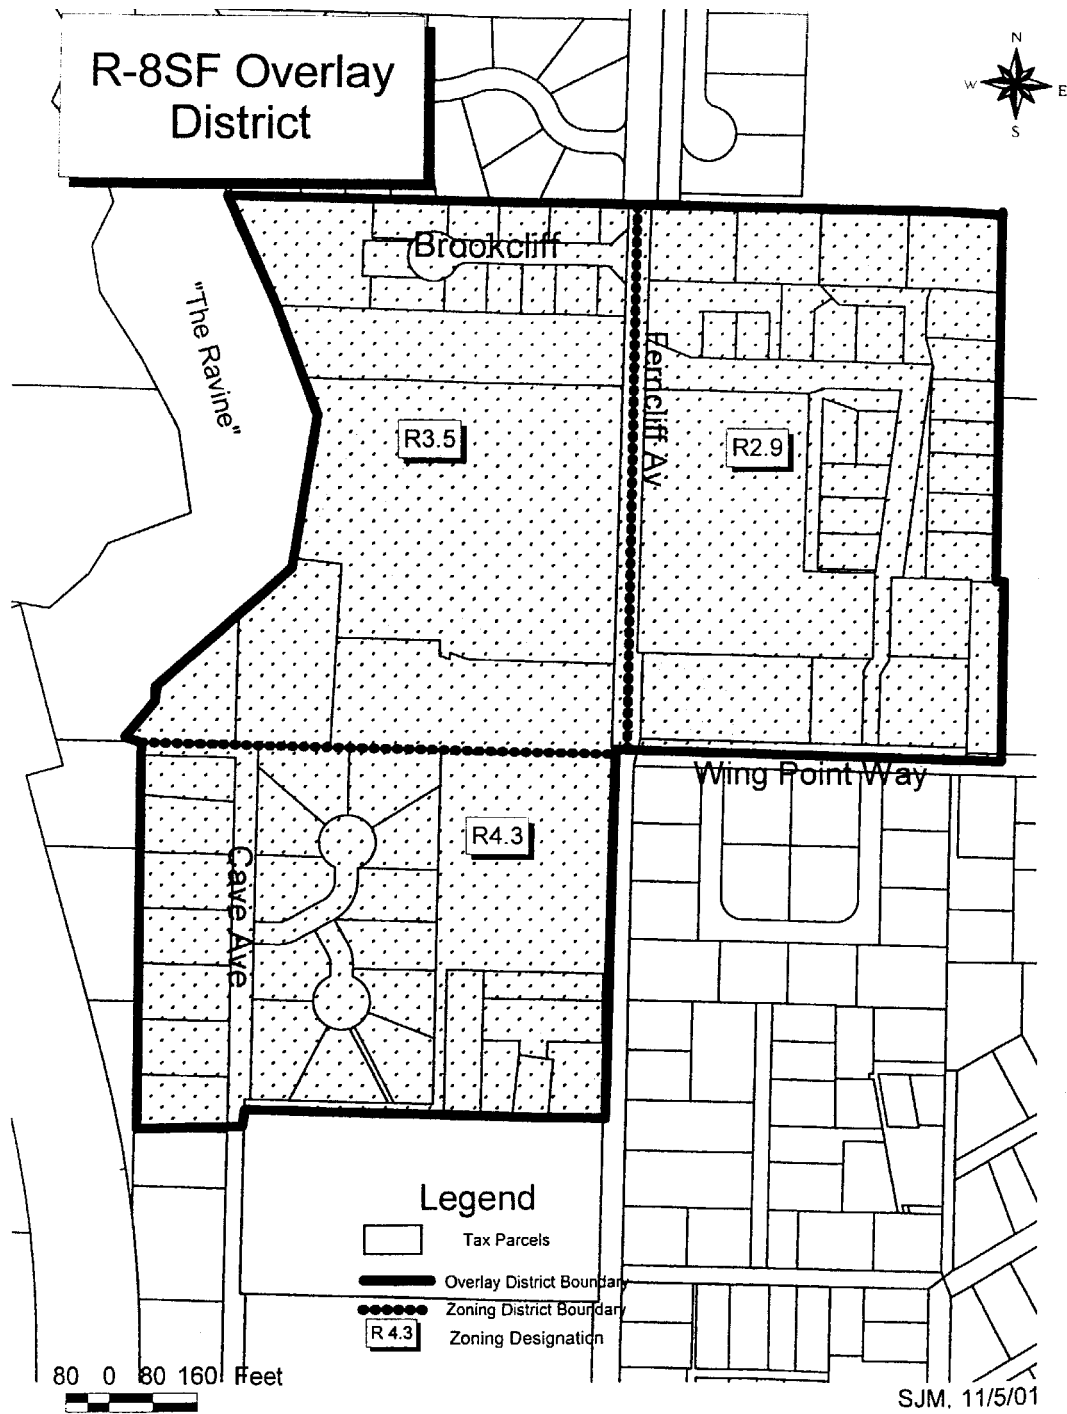 R-8SF Overlay
District
N
W
E
S
Brookcliff
"The Ravine"
Ferncliff Av
R3.5
R2.9
Wing Point Way
R4.3
Cave Ave
Legend
Tax Parcels
Overlay District Boundary
Zoning District Boundary
R 4.3
Zoning Designation
80 0 80 160 Feet
SJM, 11/5/01